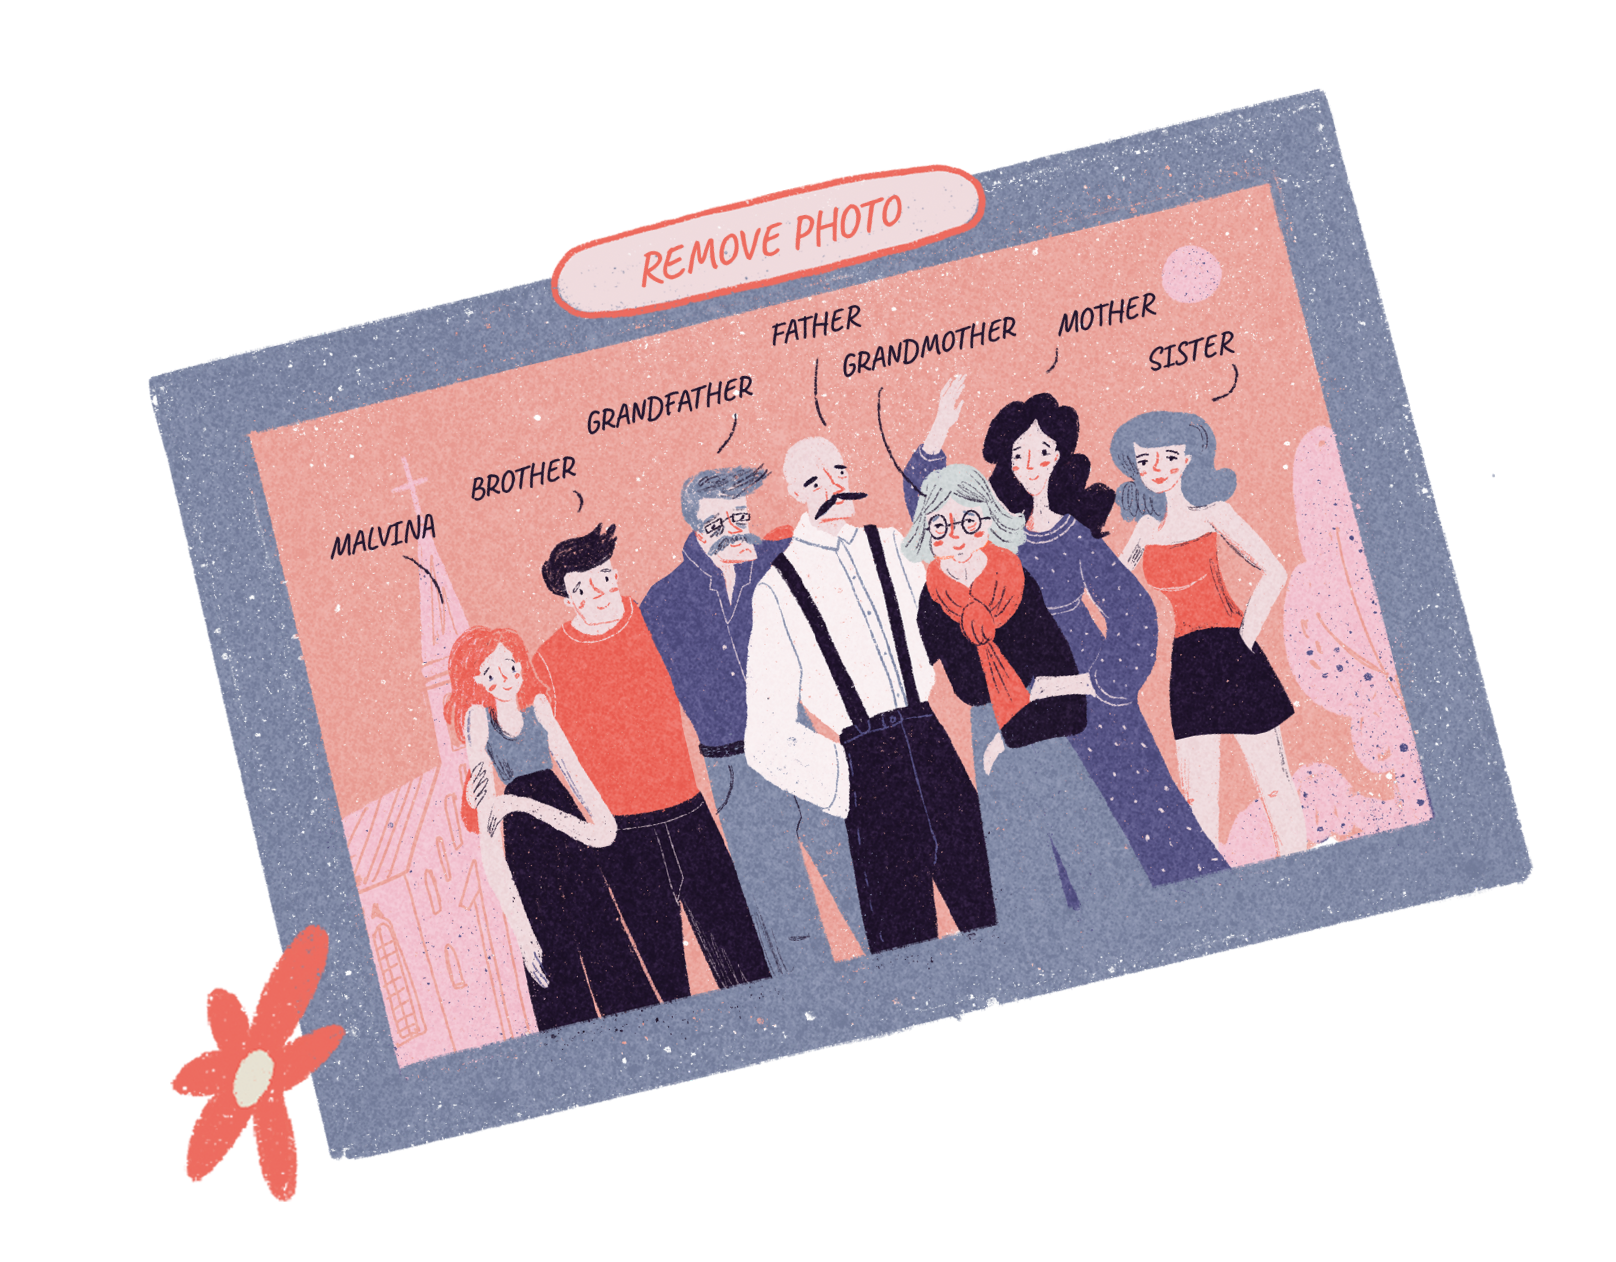 REMOVE PHOTO
FATHER
GRANDMOTHER
MOTHER
SISTER
GRANDFATHER
BROTHER
MALVINA